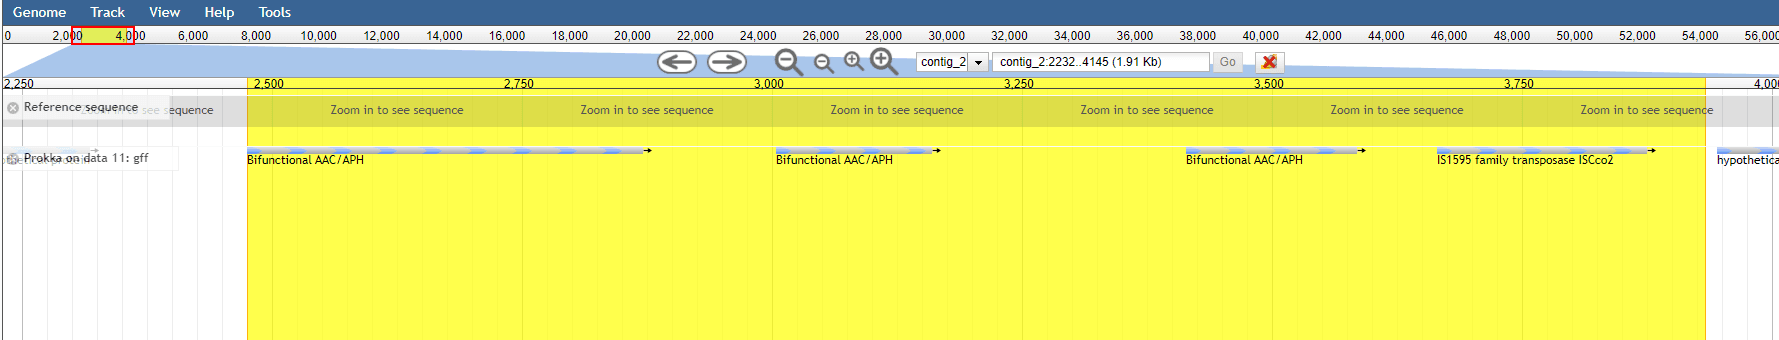 Genome Track View Help Tools
0 2,000 4,000 6,000 8,000 10,000 12,000 14,000 16,000 18,000 20,000 22,000 24,000 26,000 28,000 30,000 32,000 34,000 36,000 38,000 40,000 42,000 44,000 46,000 48,000 50,000 52,000 54,000 56,000
contig_2 contig_2:2232..4145 (1.91 Kb) Go
2,250 2,500 2,750 3,000 3,250 3,500 3,750 4,000
Reference sequence Zoom in to see sequence Zoom in to see sequence Zoom in to see sequence Zoom in to see sequence Zoom in to see sequence Zoom in to see sequence Zoom in to see sequence
Prokka on data 11: gff
Bifunctional AAC/APH Bifunctional AAC/APH Bifunctional AAC/APH IS1595 family transposase ISCco2 hypothetica